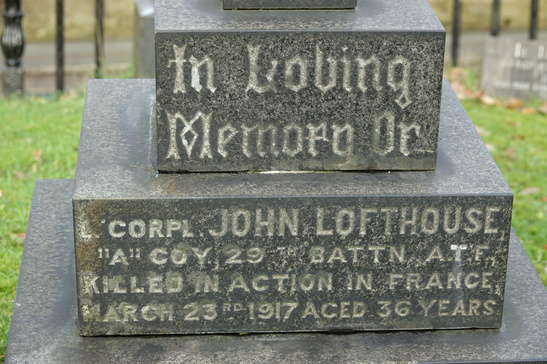 In Loving
Memory Of
L/CORPL. JOHN LOFTHOUSE,
"A" COY, 29TH BATTN., A.I.F.,
KILLED IN ACTION IN FRANCE,
MARCH 23RD 1917 AGED 36 YEARS